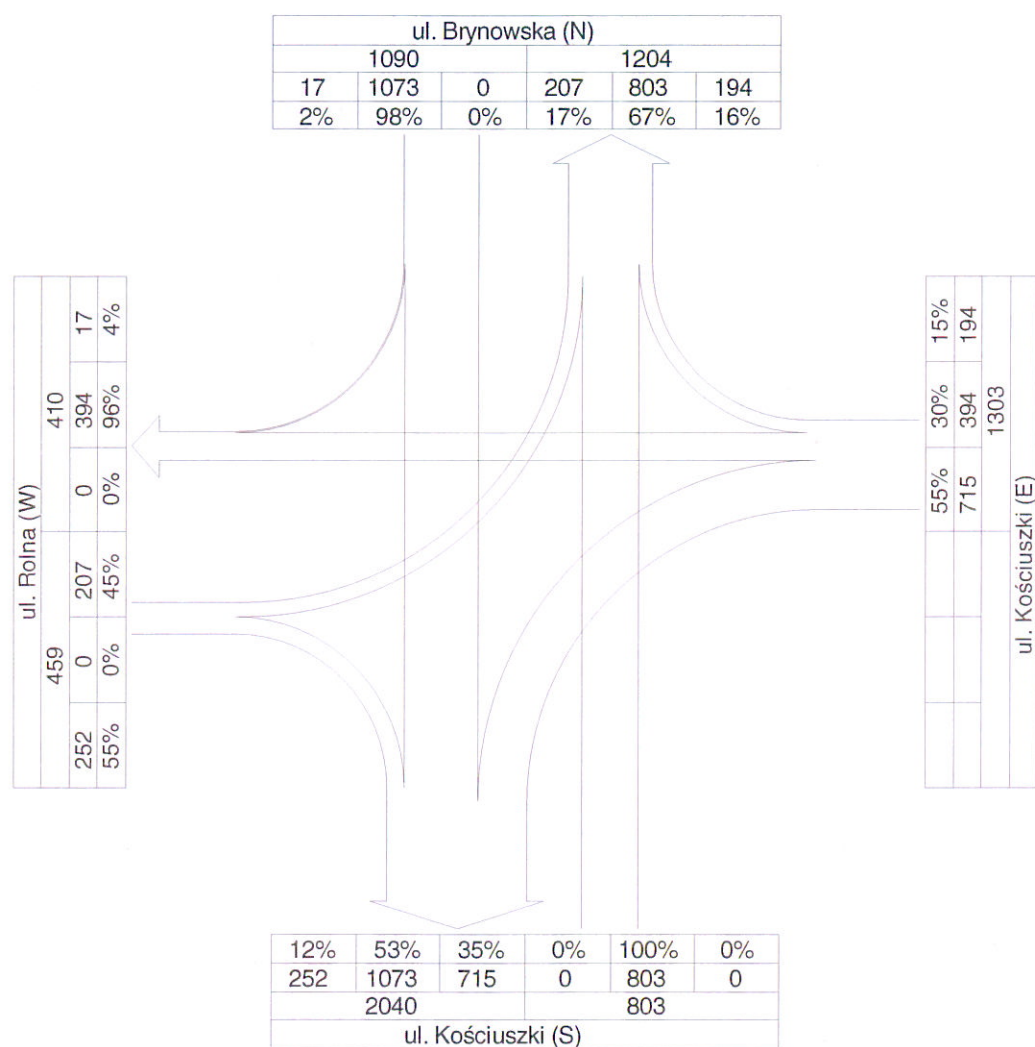 ul. Brynowska (N)
1090 1204
17 1073 0 207 803 194
2% 98% 0% 17% 67% 16%
ul. Rolna (W)
410 459
17 394 0 207 0 252
4% 96% 0% 45% 0% 55%
15% 30% 55%
194 394 715
1303
ul. Kościuszki (E)
12% 53% 35% 0% 100% 0%
252 1073 715 0 803 0
2040 803
ul. Kościuszki (S)